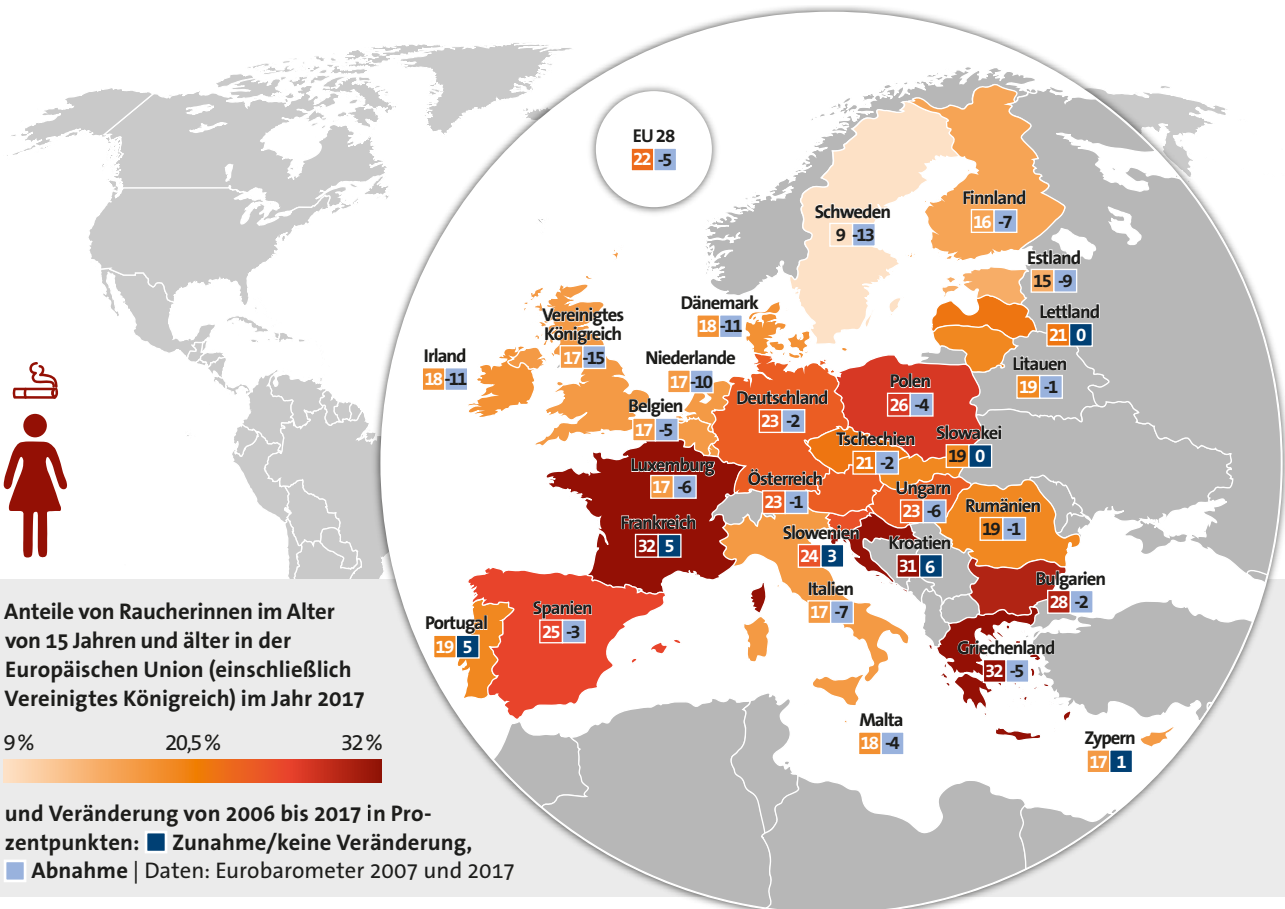 EU 28
22 -5
Schweden
9 -13
Finnland
16 -7
Estland
15 -9
Lettland
21 0
Litauen
19 -1
Dänemark
18 -11
Vereinigtes
Königreich
17 -15
Irland
18 -11
Niederlande
17 -10
Belgien
17 -5
Deutschland
23 -2
Polen
26 -4
Tschechien
21 -2
Slowakei
19 0
Luxemburg
17 -6
Österreich
23 -1
Ungarn
23 -6
Rumänien
19 -1
Frankreich
32 5
Slowenien
24 3
Kroatien
31 6
Italien
17 -7
Bulgarien
28 -2
Portugal
19 5
Spanien
25 -3
Griechenland
32 -5
Malta
18 -4
Zypern
17 1
Anteile von Raucherinnen im Alter
von 15 Jahren und älter in der
Europäischen Union (einschließlich
Vereinigtes Königreich) im Jahr 2017
9 % 20,5 % 32 %
und Veränderung von 2006 bis 2017 in Pro-
zentpunkten: Zunahme/keine Veränderung,
Abnahme | Daten: Eurobarometer 2007 und 2017